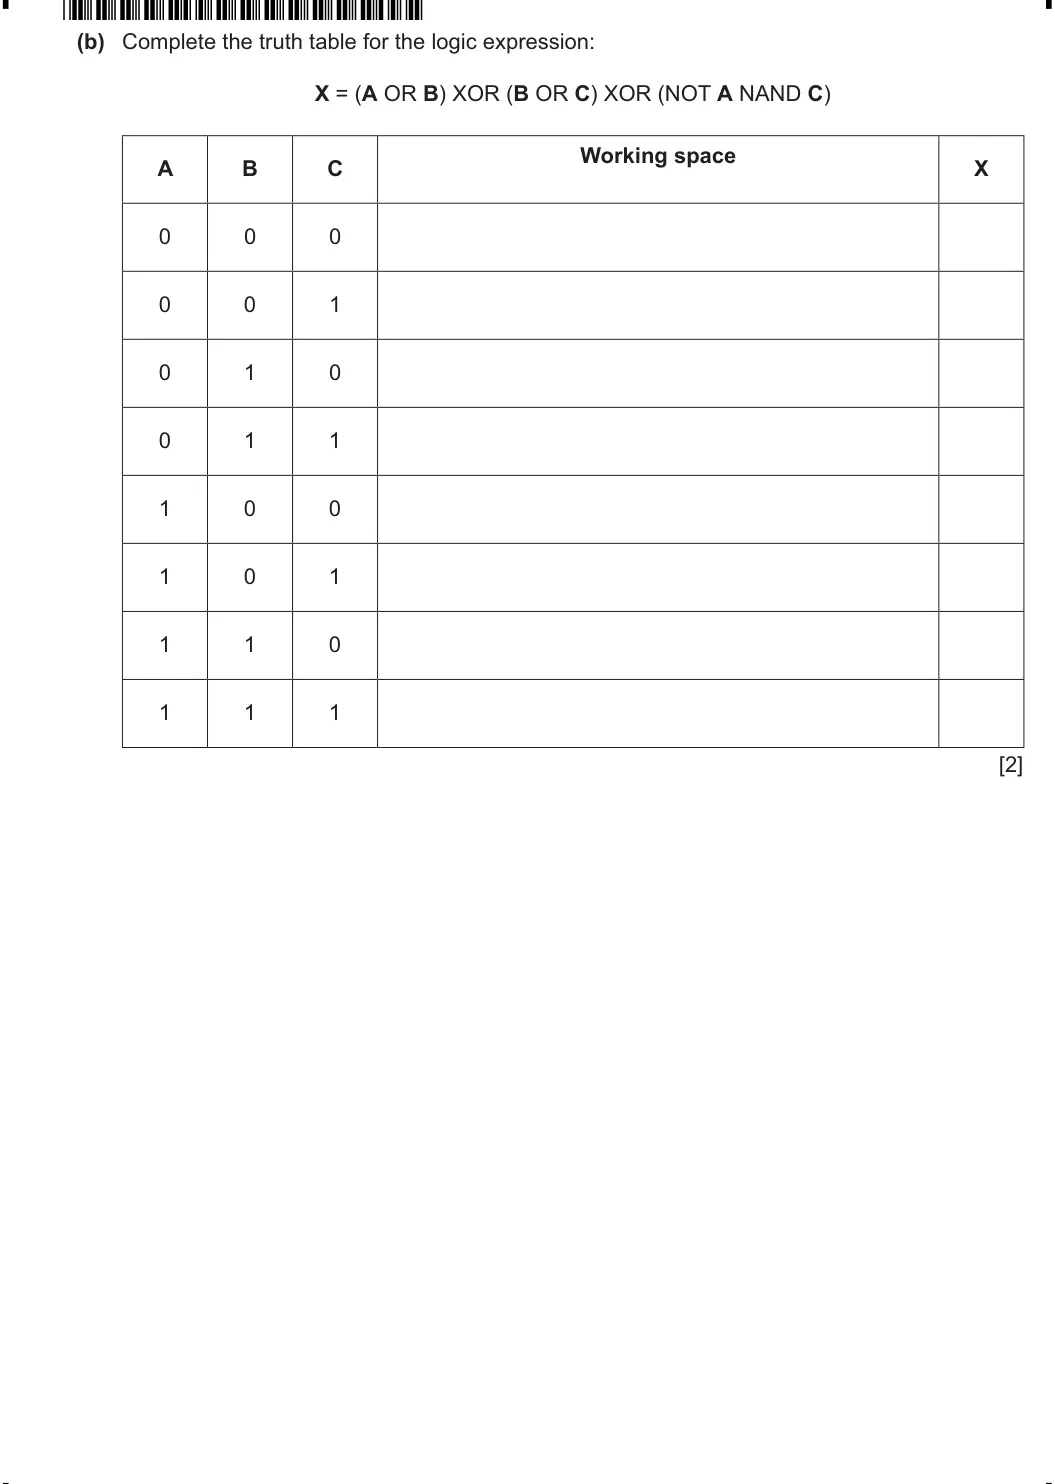 (b) Complete the truth table for the logic expression:
X = (A OR B) XOR (B OR C) XOR (NOT A NAND C)
A B C Working space X
0 0 0
0 0 1
0 1 0
0 1 1
1 0 0
1 0 1
1 1 0
1 1 1
[2]